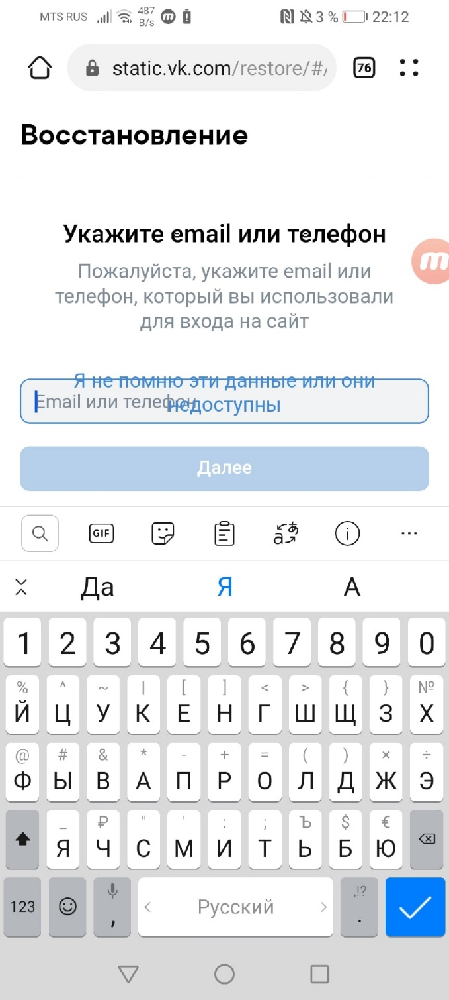 MTS RUS 487 B/s m 3 % 22:12
static.vk.com/restore/#/ 76
Восстановление
Укажите email или телефон
m
Пожалуйста, укажите email или
телефон, который вы использовали
для входа на сайт
Я не помню эти данные или они
недоступны
Email или телефон
Далее
GIF
Да Я А
1 2 3 4 5 6 7 8 9 0
% ^ ~ | [ ] < > { } №
Й Ц У К Е Н Г Ш Щ З Х
@ # & * - + = ( ) × ÷
Ф Ы В А П Р О Л Д Ж Э
_ ₽ " ' : ; Ъ $ €
Я Ч С М И Т Ь Б Ю
,!?
123 , Русский .